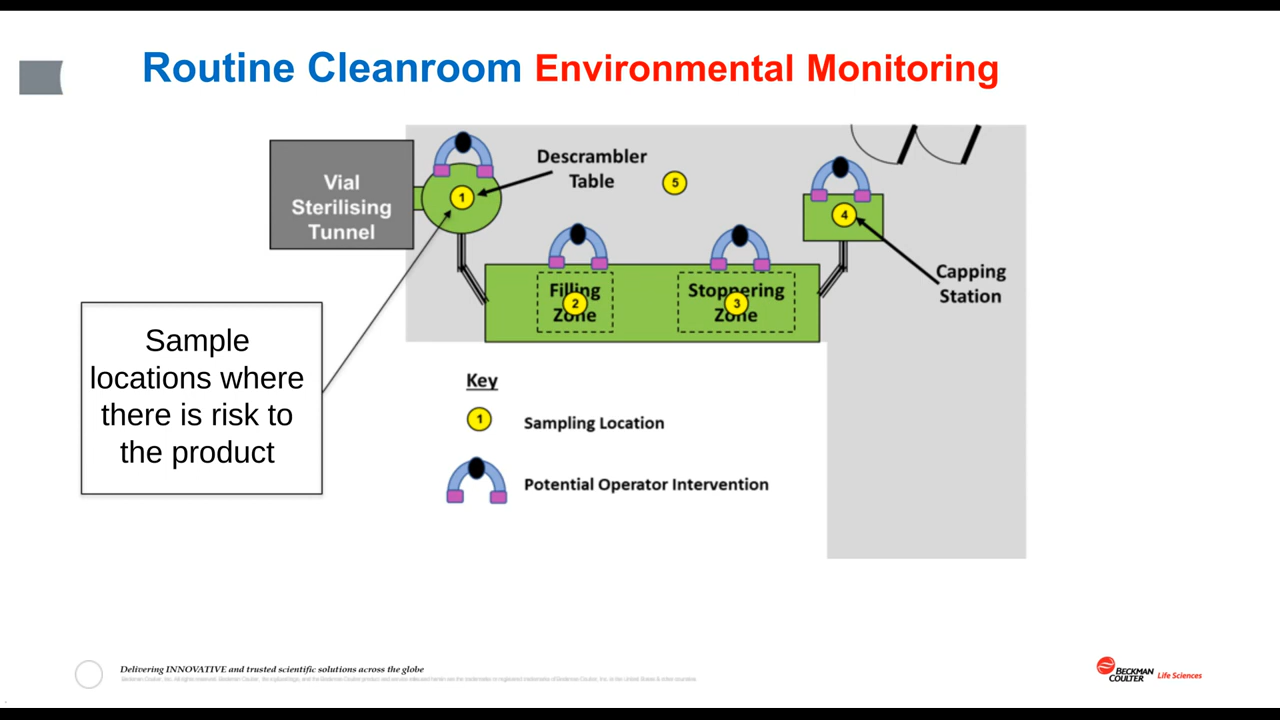 Routine Cleanroom Environmental Monitoring
Vial
Sterilising
Tunnel
1
Descrambler
Table
5
4
Capping
Station
Filling
Zone
2
Stoppering
Zone
3
Sample
locations where
there is risk to
the product
Key
1
Sampling Location
Potential Operator Intervention
Delivering INNOVATIVE and trusted scientific solutions across the globe
BECKMAN
COULTER
Life Sciences